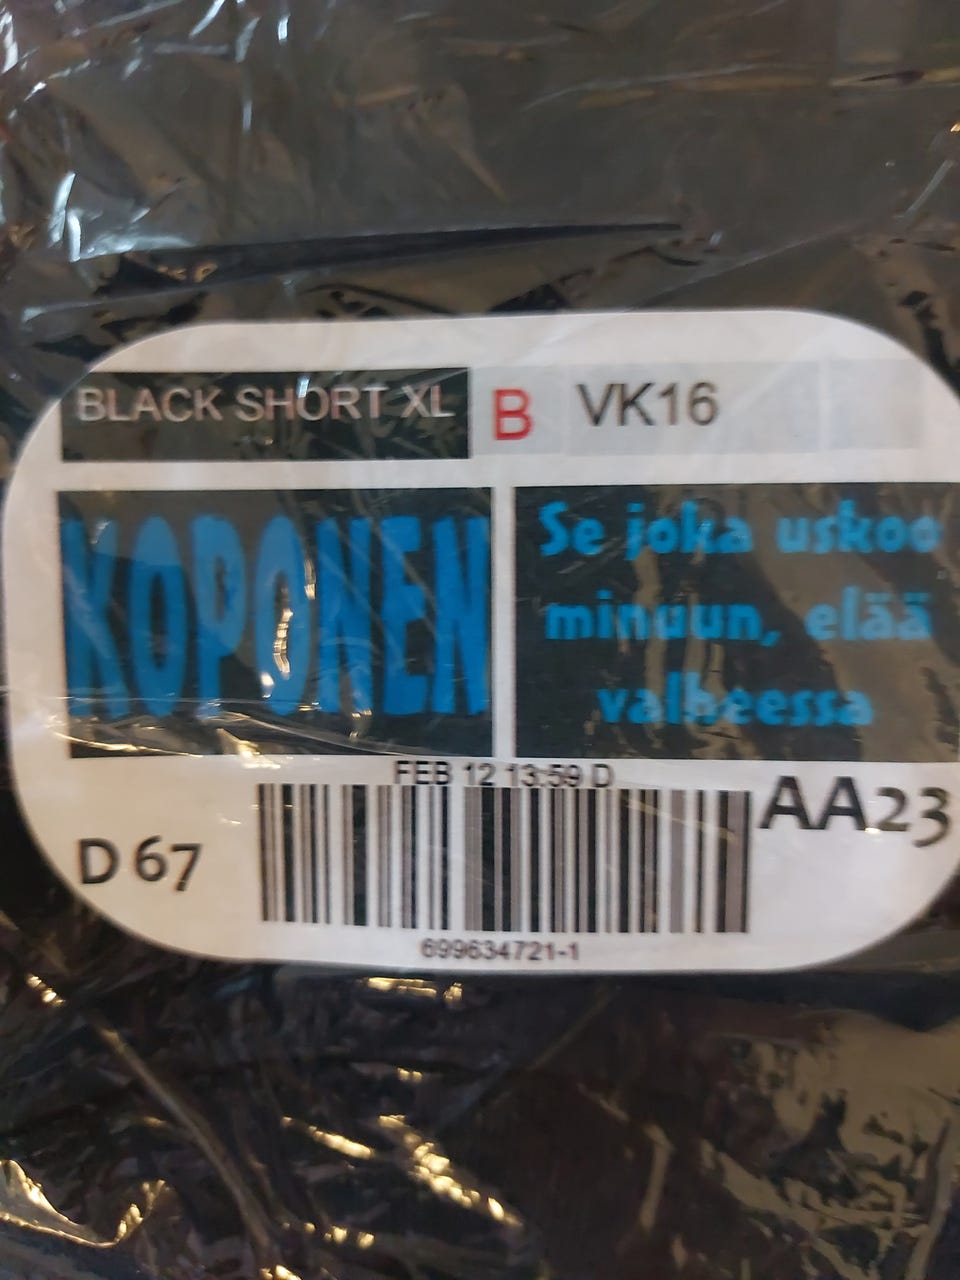 BLACK SHORT XL B VK16
KOPONEN
Se joka uskoo
minuun, elää
valheessa
FEB 12 13:59 D
AA23
D 67
699634721-1